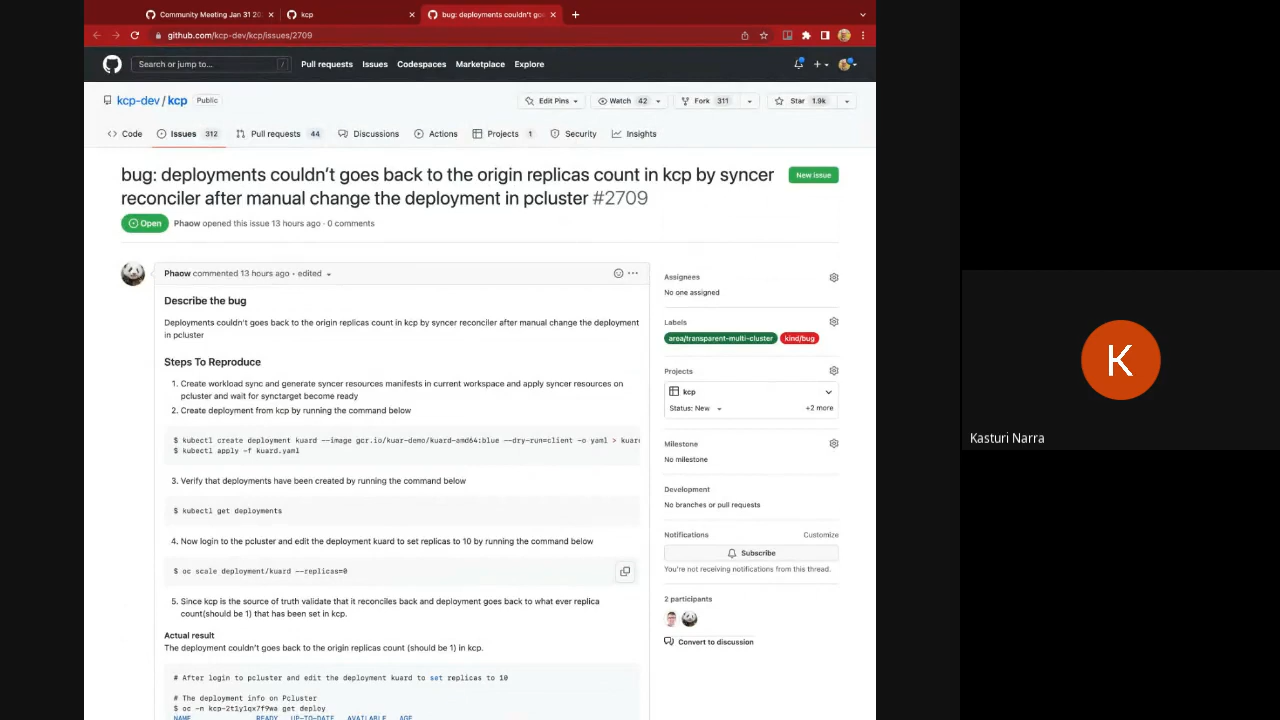 Community Meeting Jan 31 20
kcp
bug: deployments couldn't goe
github.com/kcp-dev/kcp/issues/2709
Search or jump to...
/
Pull requests
Issues
Codespaces
Marketplace
Explore
kcp-dev / kcp
Public
Edit Pins
Watch 42
Fork 311
Star 1.9k
Code
Issues 312
Pull requests 44
Discussions
Actions
Projects 1
Security
Insights
bug: deployments couldn't goes back to the origin replicas count in kcp by syncer
reconciler after manual change the deployment in pcluster #2709
New issue
Open
Phaow opened this issue 13 hours ago · 0 comments
Phaow commented 13 hours ago • edited
Describe the bug
Deployments couldn't goes back to the origin replicas count in kcp by syncer reconciler after manual change the deployment
in pcluster
Steps To Reproduce
1. Create workload sync and generate syncer resources manifests in current workspace and apply syncer resources on
pcluster and wait for synctarget become ready
2. Create deployment from kcp by running the command below
$ kubectl create deployment kuard --image gcr.io/kuar-demo/kuard-amd64:blue --dry-run=client -o yaml > kuar
$ kubectl apply -f kuard.yaml
3. Verify that deployments have been created by running the command below
$ kubectl get deployments
4. Now login to the pcluster and edit the deployment kuard to set replicas to 10 by running the command below
$ oc scale deployment/kuard --replicas=0
5. Since kcp is the source of truth validate that it reconciles back and deployment goes back to what ever replica
count(should be 1) that has been set in kcp.
Actual result
The deployment couldn't goes back to the origin replicas count (should be 1) in kcp.
# After login to pcluster and edit the deployment kuard to set replicas to 10
# The deployment info on Pcluster
$ oc -n kcp-2t1y1qx7f9wa get deploy
NAME READY UP-TO-DATE AVAILABLE AGE
Assignees
No one assigned
Labels
area/transparent-multi-cluster
kind/bug
Projects
kcp
Status: New
+2 more
Milestone
No milestone
Development
No branches or pull requests
Notifications
Customize
Subscribe
You're not receiving notifications from this thread.
2 participants
Convert to discussion
K
Kasturi Narra